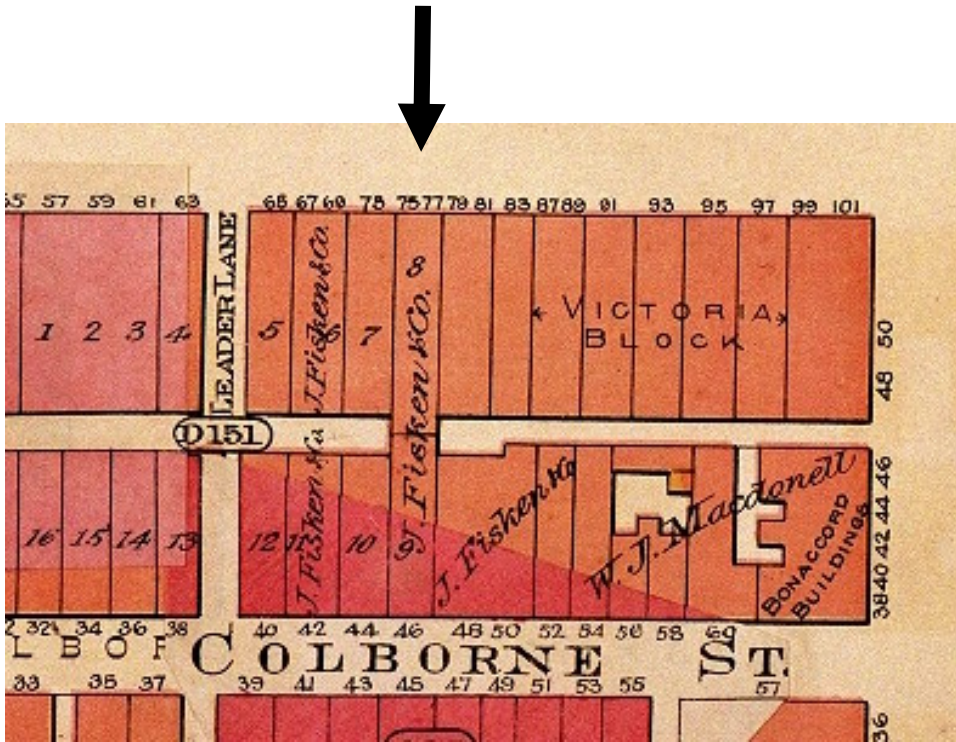 55 57 59 61 63 65 67 69 73 75 77 79 81 83 87 89 91 93 95 97 99 101
LEADER LANE
J. Fisken & Co.
8
J. Fisken & Co.
1 2 3 4 5 6 7
VICTORIA
BLOCK
50
48
D151
J. Fisken & Co
J. Fisken & Co
W. J. Macdonell
BONACCORD
BUILDINGS
46
44
42
40
38
16 15 14 13 12 11 10 9
32 34 36 38 40 42 44 46 48 50 52 54 56 58 60
L B O COLBORNE ST.
33 35 37 39 41 43 45 47 49 51 53 55 57
36